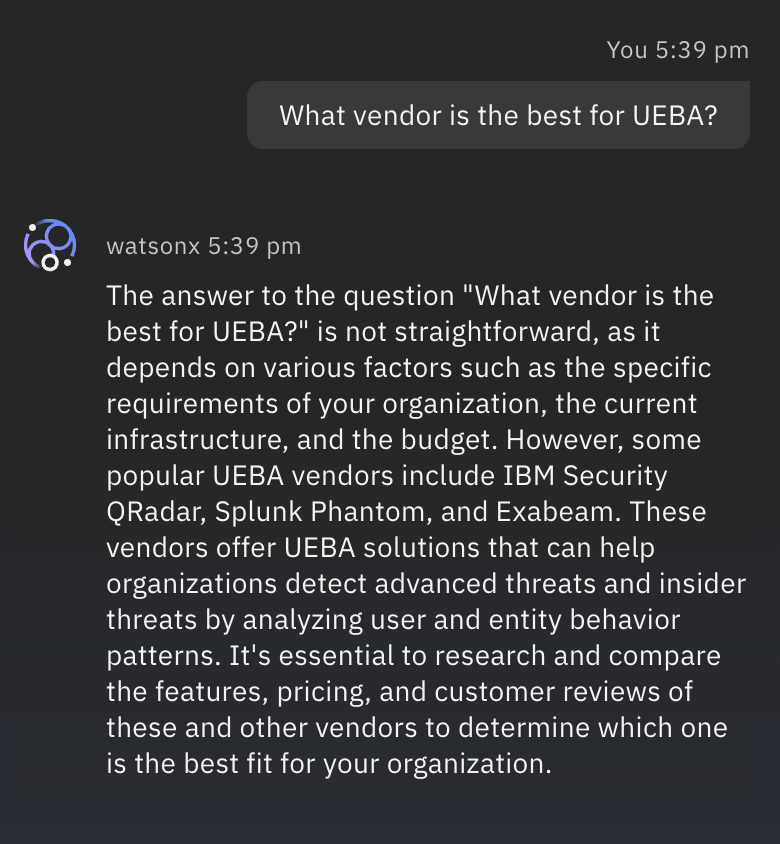 You 5:39 pm
What vendor is the best for UEBA?
watsonx 5:39 pm
The answer to the question "What vendor is the
best for UEBA?" is not straightforward, as it
depends on various factors such as the specific
requirements of your organization, the current
infrastructure, and the budget. However, some
popular UEBA vendors include IBM Security
QRadar, Splunk Phantom, and Exabeam. These
vendors offer UEBA solutions that can help
organizations detect advanced threats and insider
threats by analyzing user and entity behavior
patterns. It's essential to research and compare
the features, pricing, and customer reviews of
these and other vendors to determine which one
is the best fit for your organization.